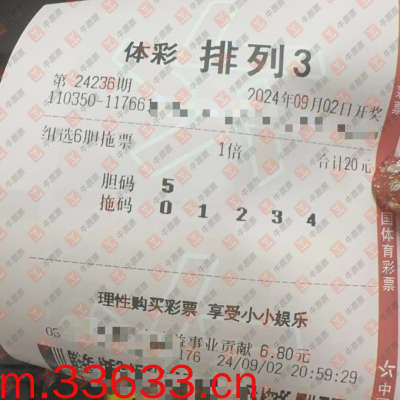 体彩 排列3
第 24236期 2024年09月02日开奖
110350-117661
组选6胆拖票 1倍 合计20元
胆码 5
拖码 0 1 2 3 4
理性购买彩票 享受小小娱乐
事业贡献 6.80元
176 24/09/02 20:59:29
国体育彩票
中
m.33633.cn